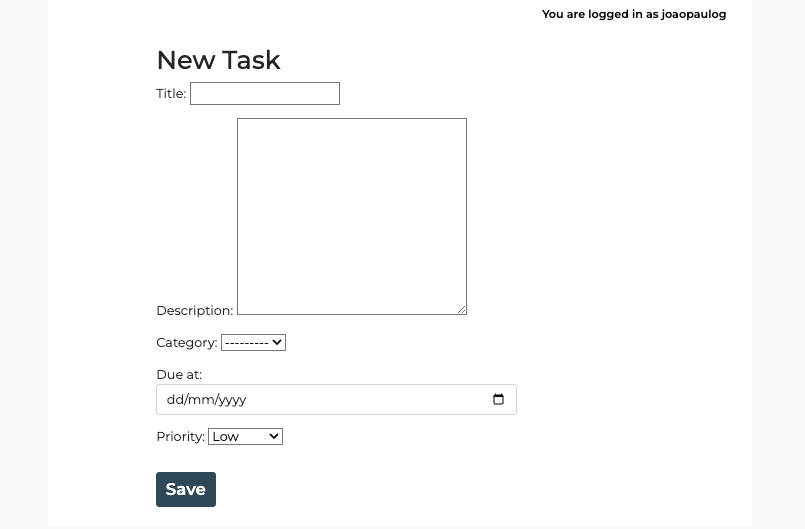 You are logged in as joaopaulog
New Task
Title:
Description:
Category: ---------
Due at:
dd/mm/yyyy
Priority: Low
Save